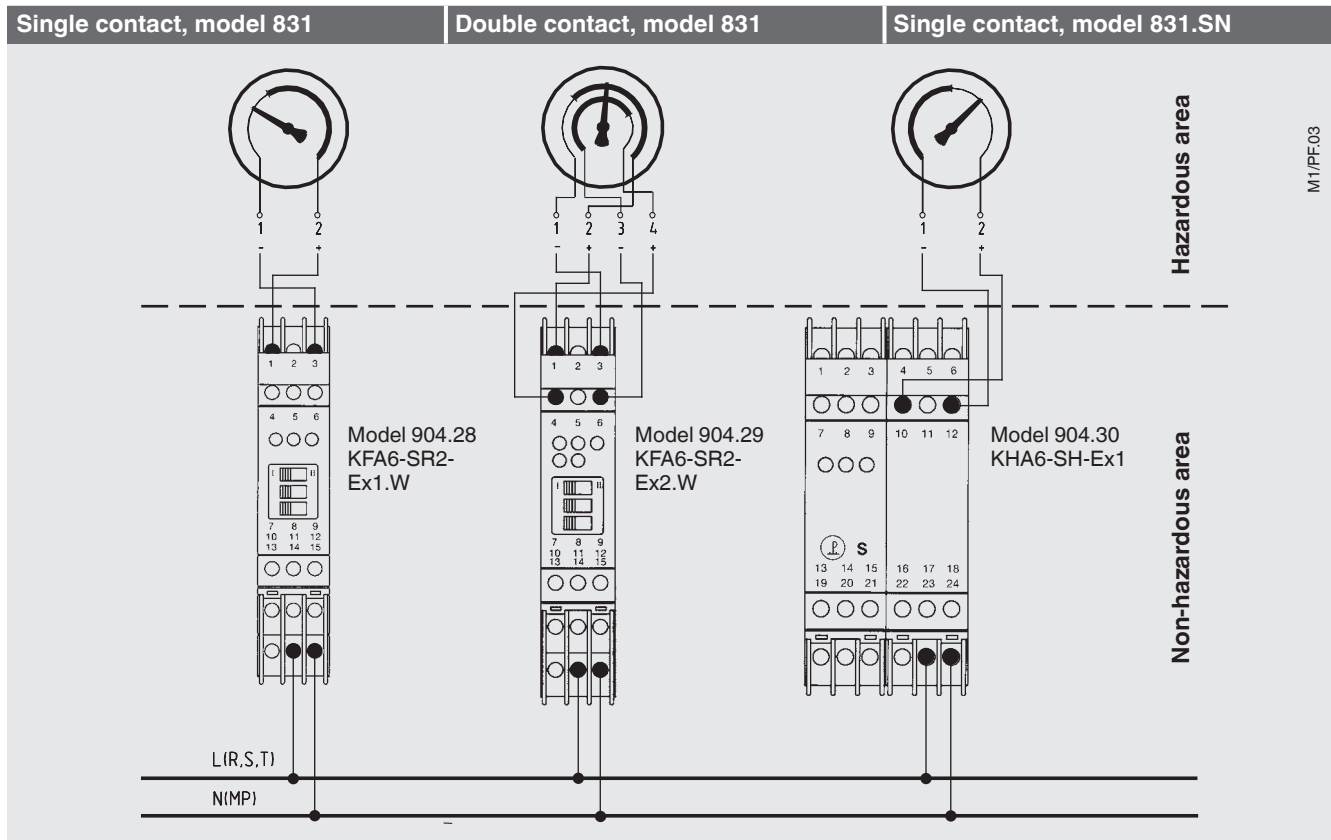 Single contact, model 831
Double contact, model 831
Single contact, model 831.SN
Hazardous area
M1/PF.03
1 2
- +
1 2 3 4
- + - +
1 2
- +
1 2 3
4 5 6
Model 904.28
KFA6-SR2-
Ex1.W
I II
7 8 9
10 11 12
13 14 15
1 2 3
4 5 6
Model 904.29
KFA6-SR2-
Ex2.W
I II
7 8 9
10 11 12
13 14 15
1 2 3 4 5 6
7 8 9 10 11 12
Model 904.30
KHA6-SH-Ex1
S
13 14 15 16 17 18
19 20 21 22 23 24
Non-hazardous area
L(R,S,T)
N(MP)